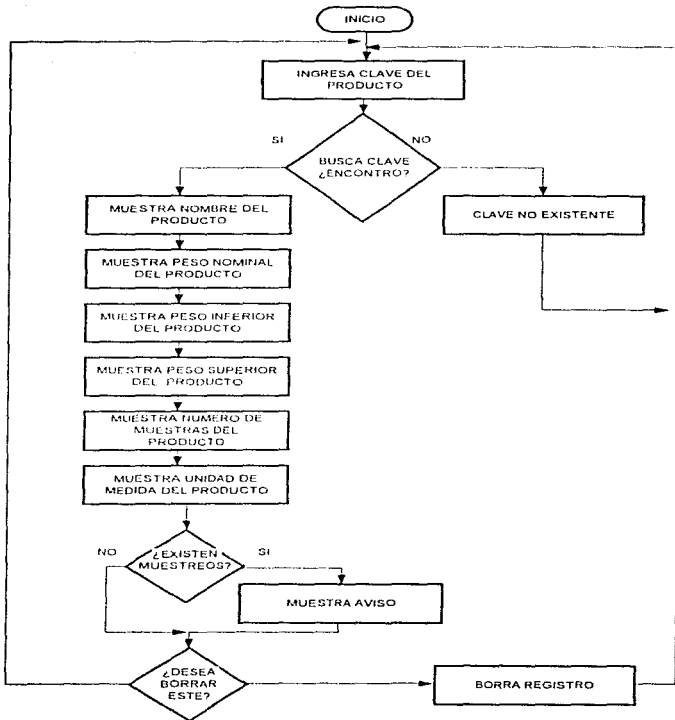 INICIO
INGRESA CLAVE DEL
PRODUCTO
SI
NO
BUSCA CLAVE
¿ENCONTRO?
MUESTRA NOMBRE DEL
PRODUCTO
CLAVE NO EXISTENTE
MUESTRA PESO NOMINAL
DEL PRODUCTO
MUESTRA PESO INFERIOR
DEL PRODUCTO
MUESTRA PESO SUPERIOR
DEL PRODUCTO
MUESTRA NUMERO DE
MUESTRAS DEL
PRODUCTO
MUESTRA UNIDAD DE
MEDIDA DEL PRODUCTO
NO
¿EXISTEN
MUESTREOS?
SI
MUESTRA AVISO
¿DESEA
BORRAR
ESTE?
BORRA REGISTRO